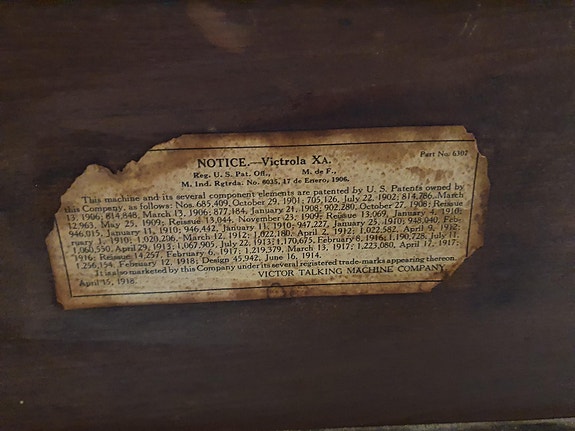 NOTICE.—Victrola XA.
Part No. 6307
Reg. U. S. Pat. Off., M. de F.,
M. Ind. Rgtrda. No. 6035, 17 de Enero, 1906.
This machine and its several component elements are patented by U. S. Patents owned by
this Company, as follows: Nos. 685,409, October 29, 1901; 705,126, July 22, 1902; 814,786, March
13, 1906; 814,848, March 13, 1906; 877,184, January 21, 1908; 902,280, October 27, 1908; Reissue
12,963, May 25, 1909; Reissue 13,044, November 23, 1909; Reissue 13,069, January 4, 1910;
946,015, January 11, 1910; 946,442, January 11, 1910; 947,227, January 25, 1910; 948,040, Feb-
ruary 1, 1910; 1,020,206, March 12, 1912; 1,022,180, April 2, 1912; 1,022,582, April 9, 1912;
1,060,550, April 29, 1913; 1,067,905, July 22, 1913; 1,170,675, February 8, 1916; 1,190,728, July 11,
1916; Reissue 14,257, February 6, 1917; 1,219,379, March 13, 1917; 1,223,080, April 17, 1917;
1,256,154, February 12, 1918; Design 45,942, June 16, 1914.
It is also marketed by this Company under its several registered trade-marks appearing thereon
April 15, 1918. VICTOR TALKING MACHINE COMPANY.